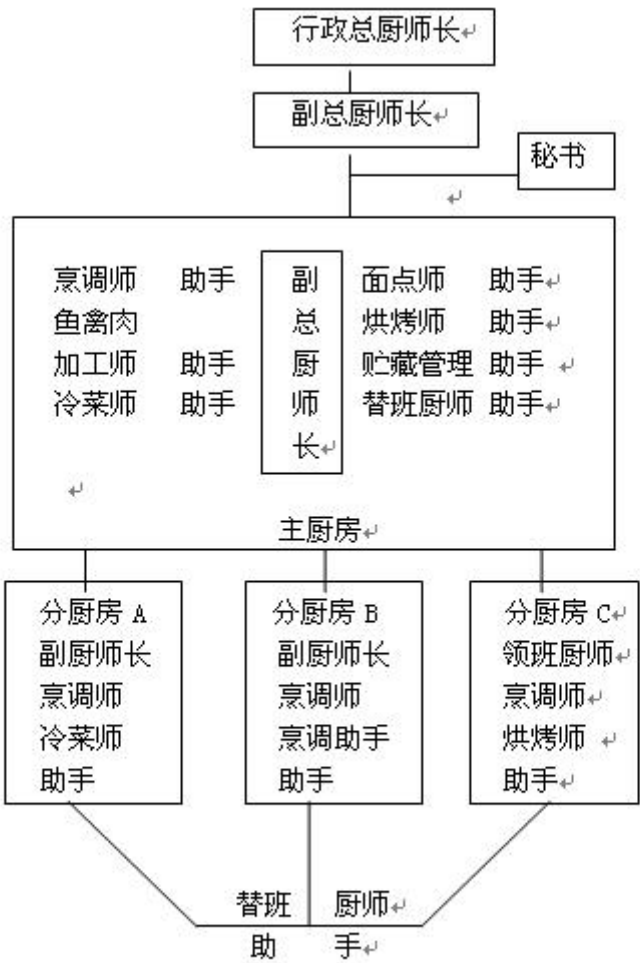 行政总厨师长
副总厨师长
秘书
烹调师 助手 副 面点师 助手
鱼禽肉 总 烘烤师 助手
加工师 助手 厨 贮藏管理 助手
冷菜师 助手 师 替班厨师 助手
长
主厨房
分厨房 A
副厨师长
烹调师
冷菜师
助手
分厨房 B
副厨师长
烹调师
烹调助手
助手
分厨房 C
领班厨师
烹调师
烘烤师
助手
替班 厨师
助 手